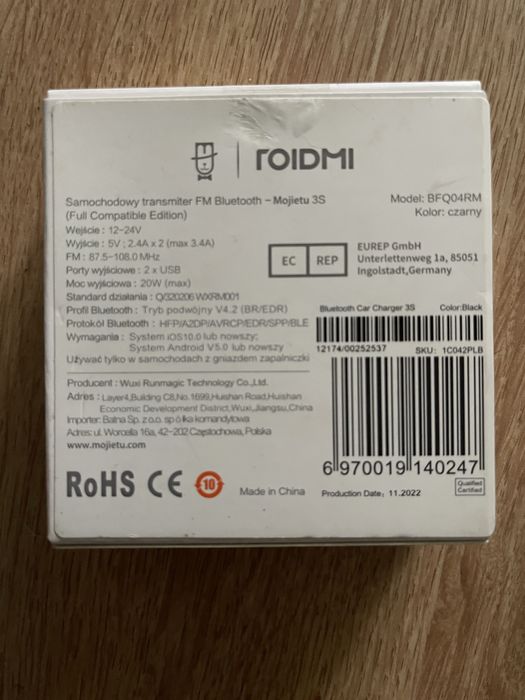 ROIDMI
Samochodowy transmiter FM Bluetooth - Mojietu 3S
(Full Compatible Edition)
Wejście : 12-24V
Wyjście : 5V ; 2.4A x 2 (max 3.4A)
FM : 87.5-108.0 MHz
Porty wyjściowe : 2 x USB
Moc wyjściowa : 20W (max)
Standard działania : Q/320206 WXRM001
Profil Bluetooth : Tryb podwójny V4.2 (BR/EDR)
Protokół Bluetooth : HFP/A2DP/AVRCP/EDR/SPP/BLE
Wymagania : System iOS10.0 lub nowszy;
System Android V5.0 lub nowszy
Używać tylko w samochodach z gniazdem zapalniczki
Producent : Wuxi Runmagic Technology Co.,Ltd.
Adres : Layer4,Building C8,No.1699,Huishan Road,Huishan
Economic Development District,Wuxi,Jiangsu,China
Importer: Balna Sp. z o.o. spółka komandytowa
Adres: ul. Worcella 16a, 42-202 Częstochowa, Polska
www.mojietu.com
RoHS CE 10
Made in China
Model: BFQ04RM
Kolor: czarny
EC REP
EUREP GmbH
Unterlettenweg 1a, 85051
Ingolstadt,Germany
Bluetooth Car Charger 3S Color:Black
12174/00252537 SKU: 1C042PLB
6 970019 140247
Production Date: 11.2022
Qualified
Certified